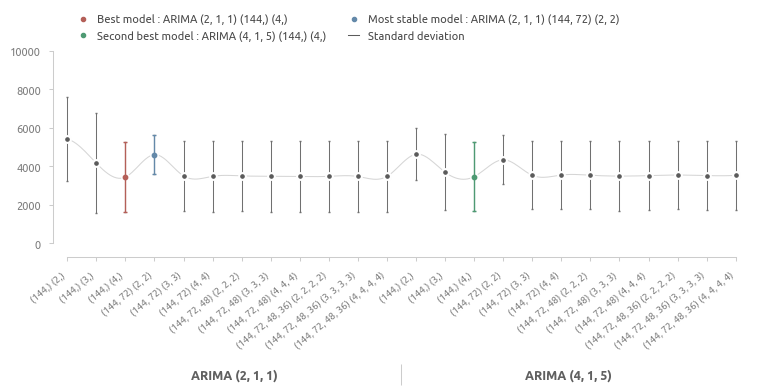 Best model : ARIMA (2, 1, 1) (144,) (4,)
Most stable model : ARIMA (2, 1, 1) (144, 72) (2, 2)
Second best model : ARIMA (4, 1, 5) (144,) (4,)
Standard deviation
10000
8000
6000
4000
2000
0
(144,) (2,)
(144,) (3,)
(144,) (4,)
(144, 72) (2, 2)
(144, 72) (3, 3)
(144, 72) (4, 4)
(144, 72, 48) (2, 2, 2)
(144, 72, 48) (3, 3, 3)
(144, 72, 48) (4, 4, 4)
(144, 72, 48, 36) (2, 2, 2, 2)
(144, 72, 48, 36) (3, 3, 3, 3)
(144, 72, 48, 36) (4, 4, 4, 4)
(144,) (2,)
(144,) (3,)
(144,) (4,)
(144, 72) (2, 2)
(144, 72) (3, 3)
(144, 72) (4, 4)
(144, 72, 48) (2, 2, 2)
(144, 72, 48) (3, 3, 3)
(144, 72, 48) (4, 4, 4)
(144, 72, 48, 36) (2, 2, 2, 2)
(144, 72, 48, 36) (3, 3, 3, 3)
(144, 72, 48, 36) (4, 4, 4, 4)
ARIMA (2, 1, 1)
ARIMA (4, 1, 5)